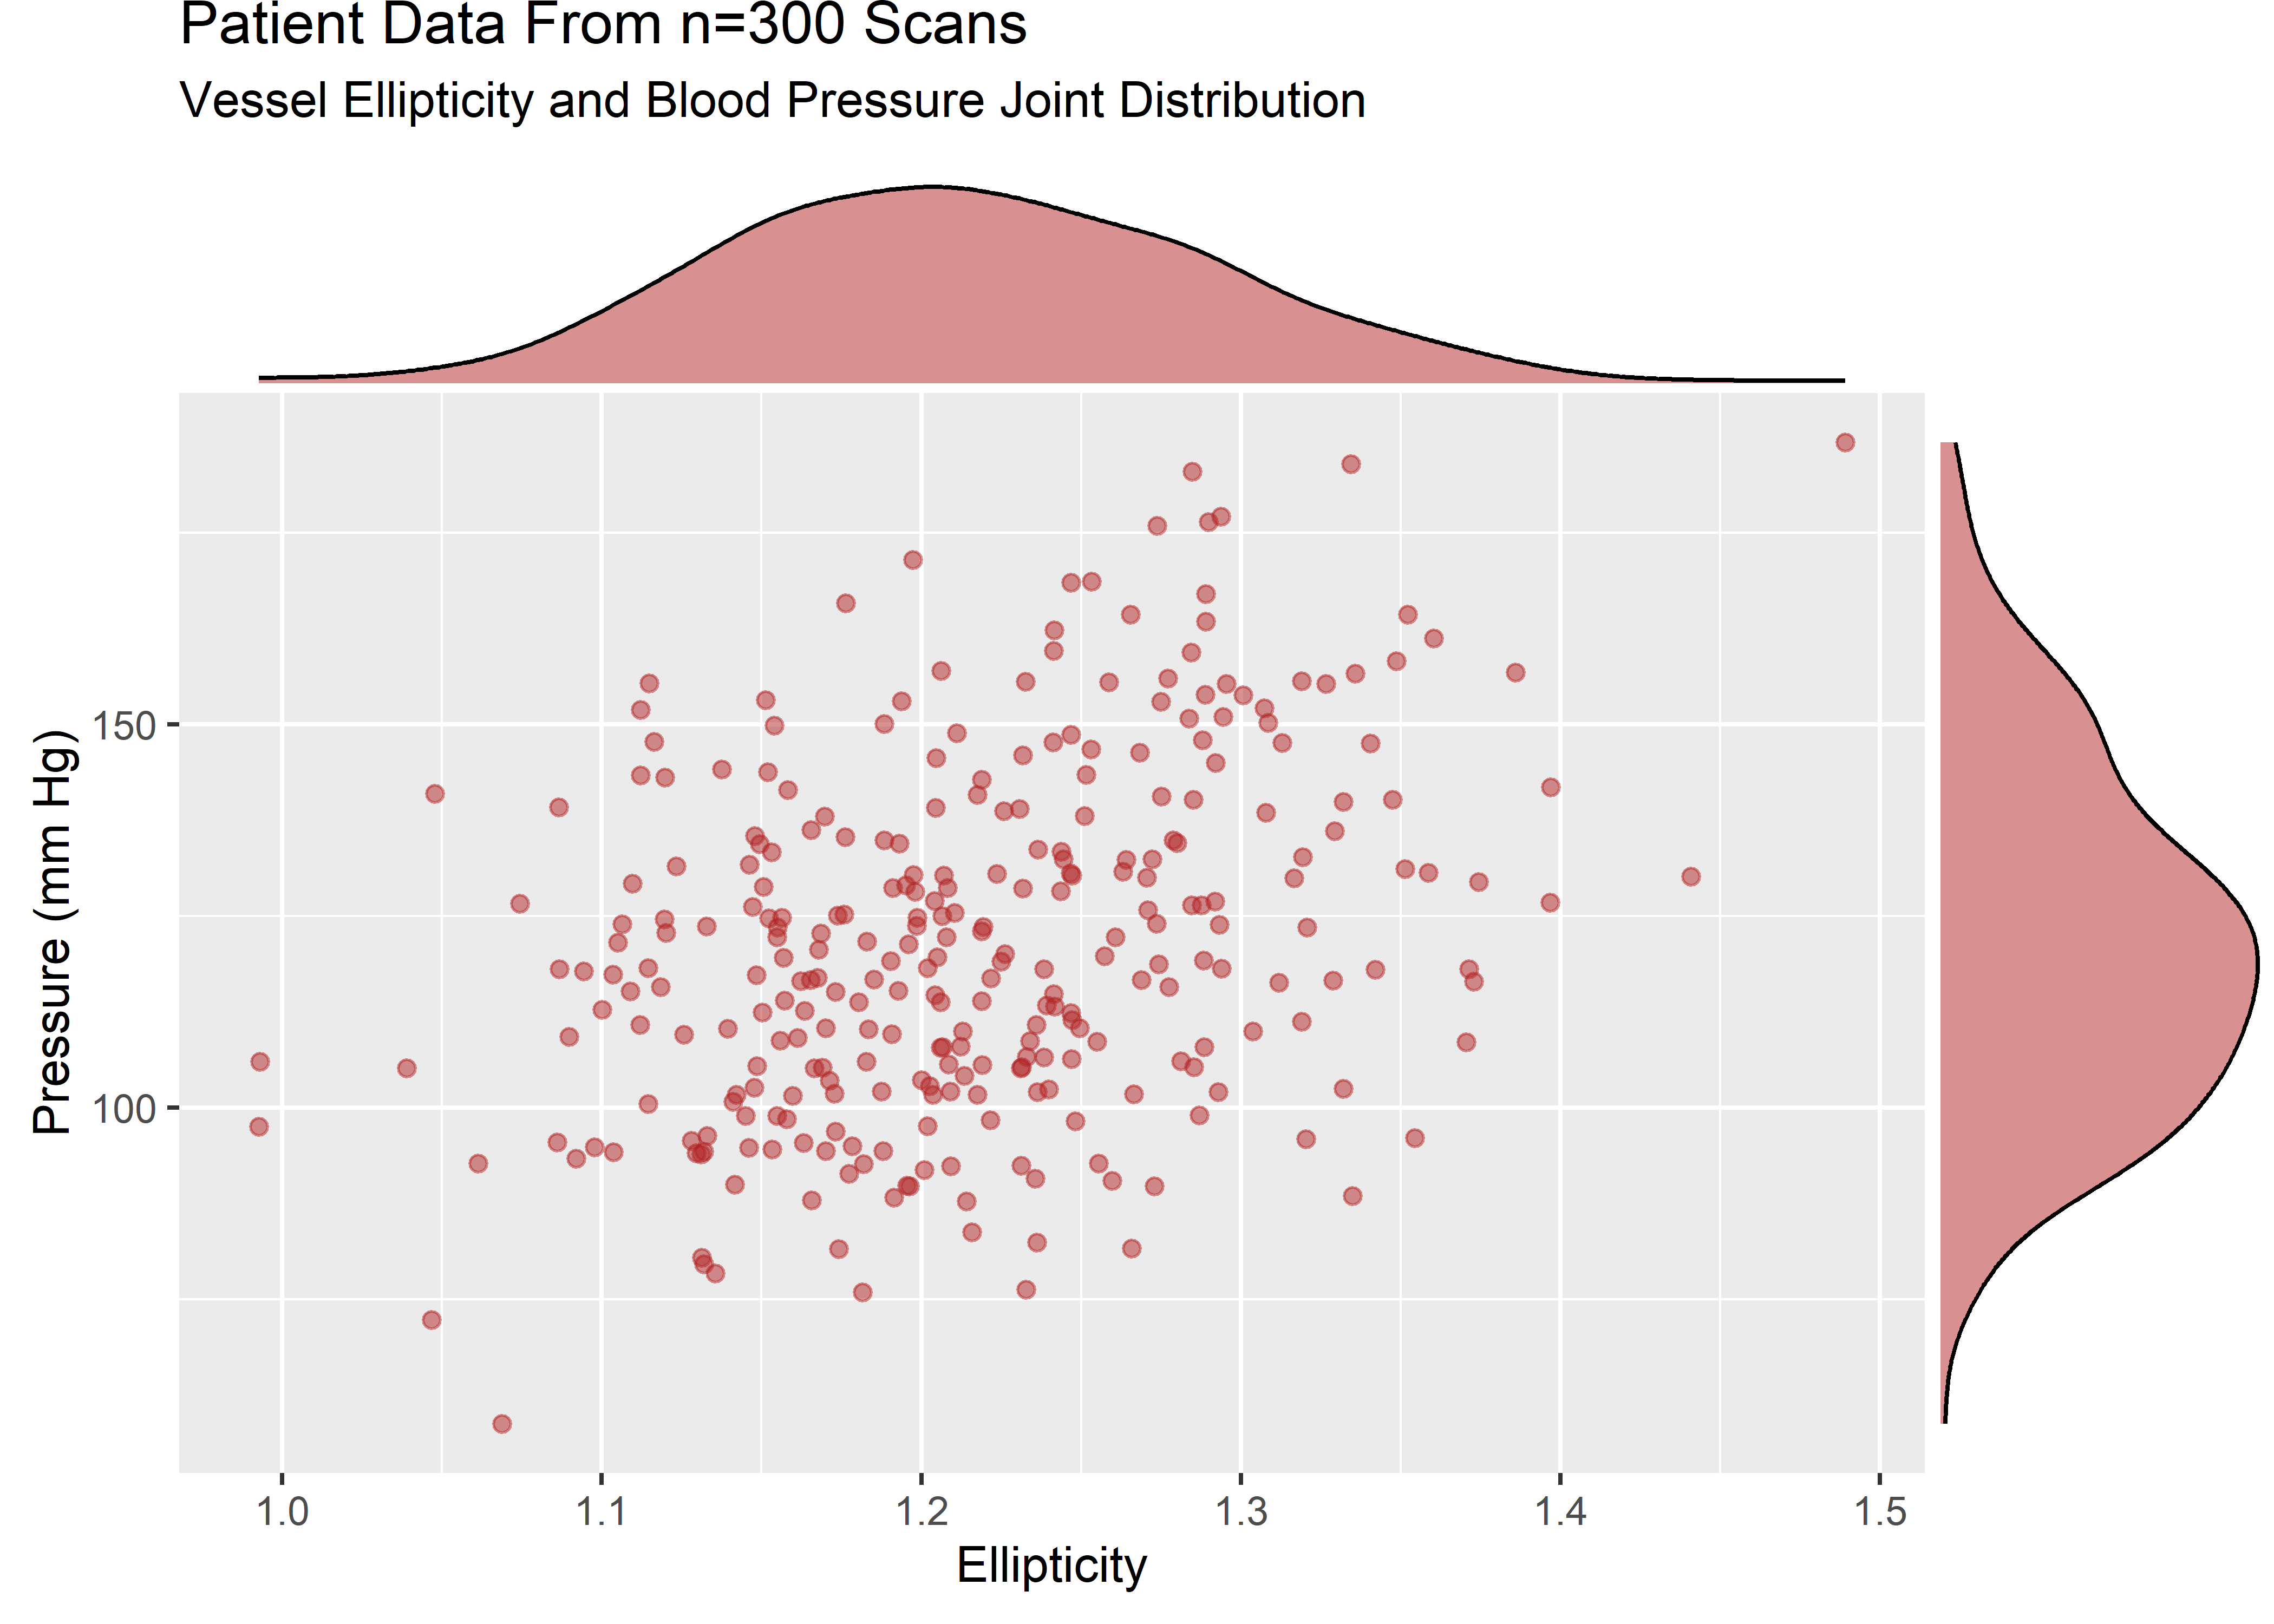 Patient Data From n=300 Scans
Vessel Ellipticity and Blood Pressure Joint Distribution
Pressure (mm Hg)
150
100
1.0 1.1 1.2 1.3 1.4 1.5
Ellipticity